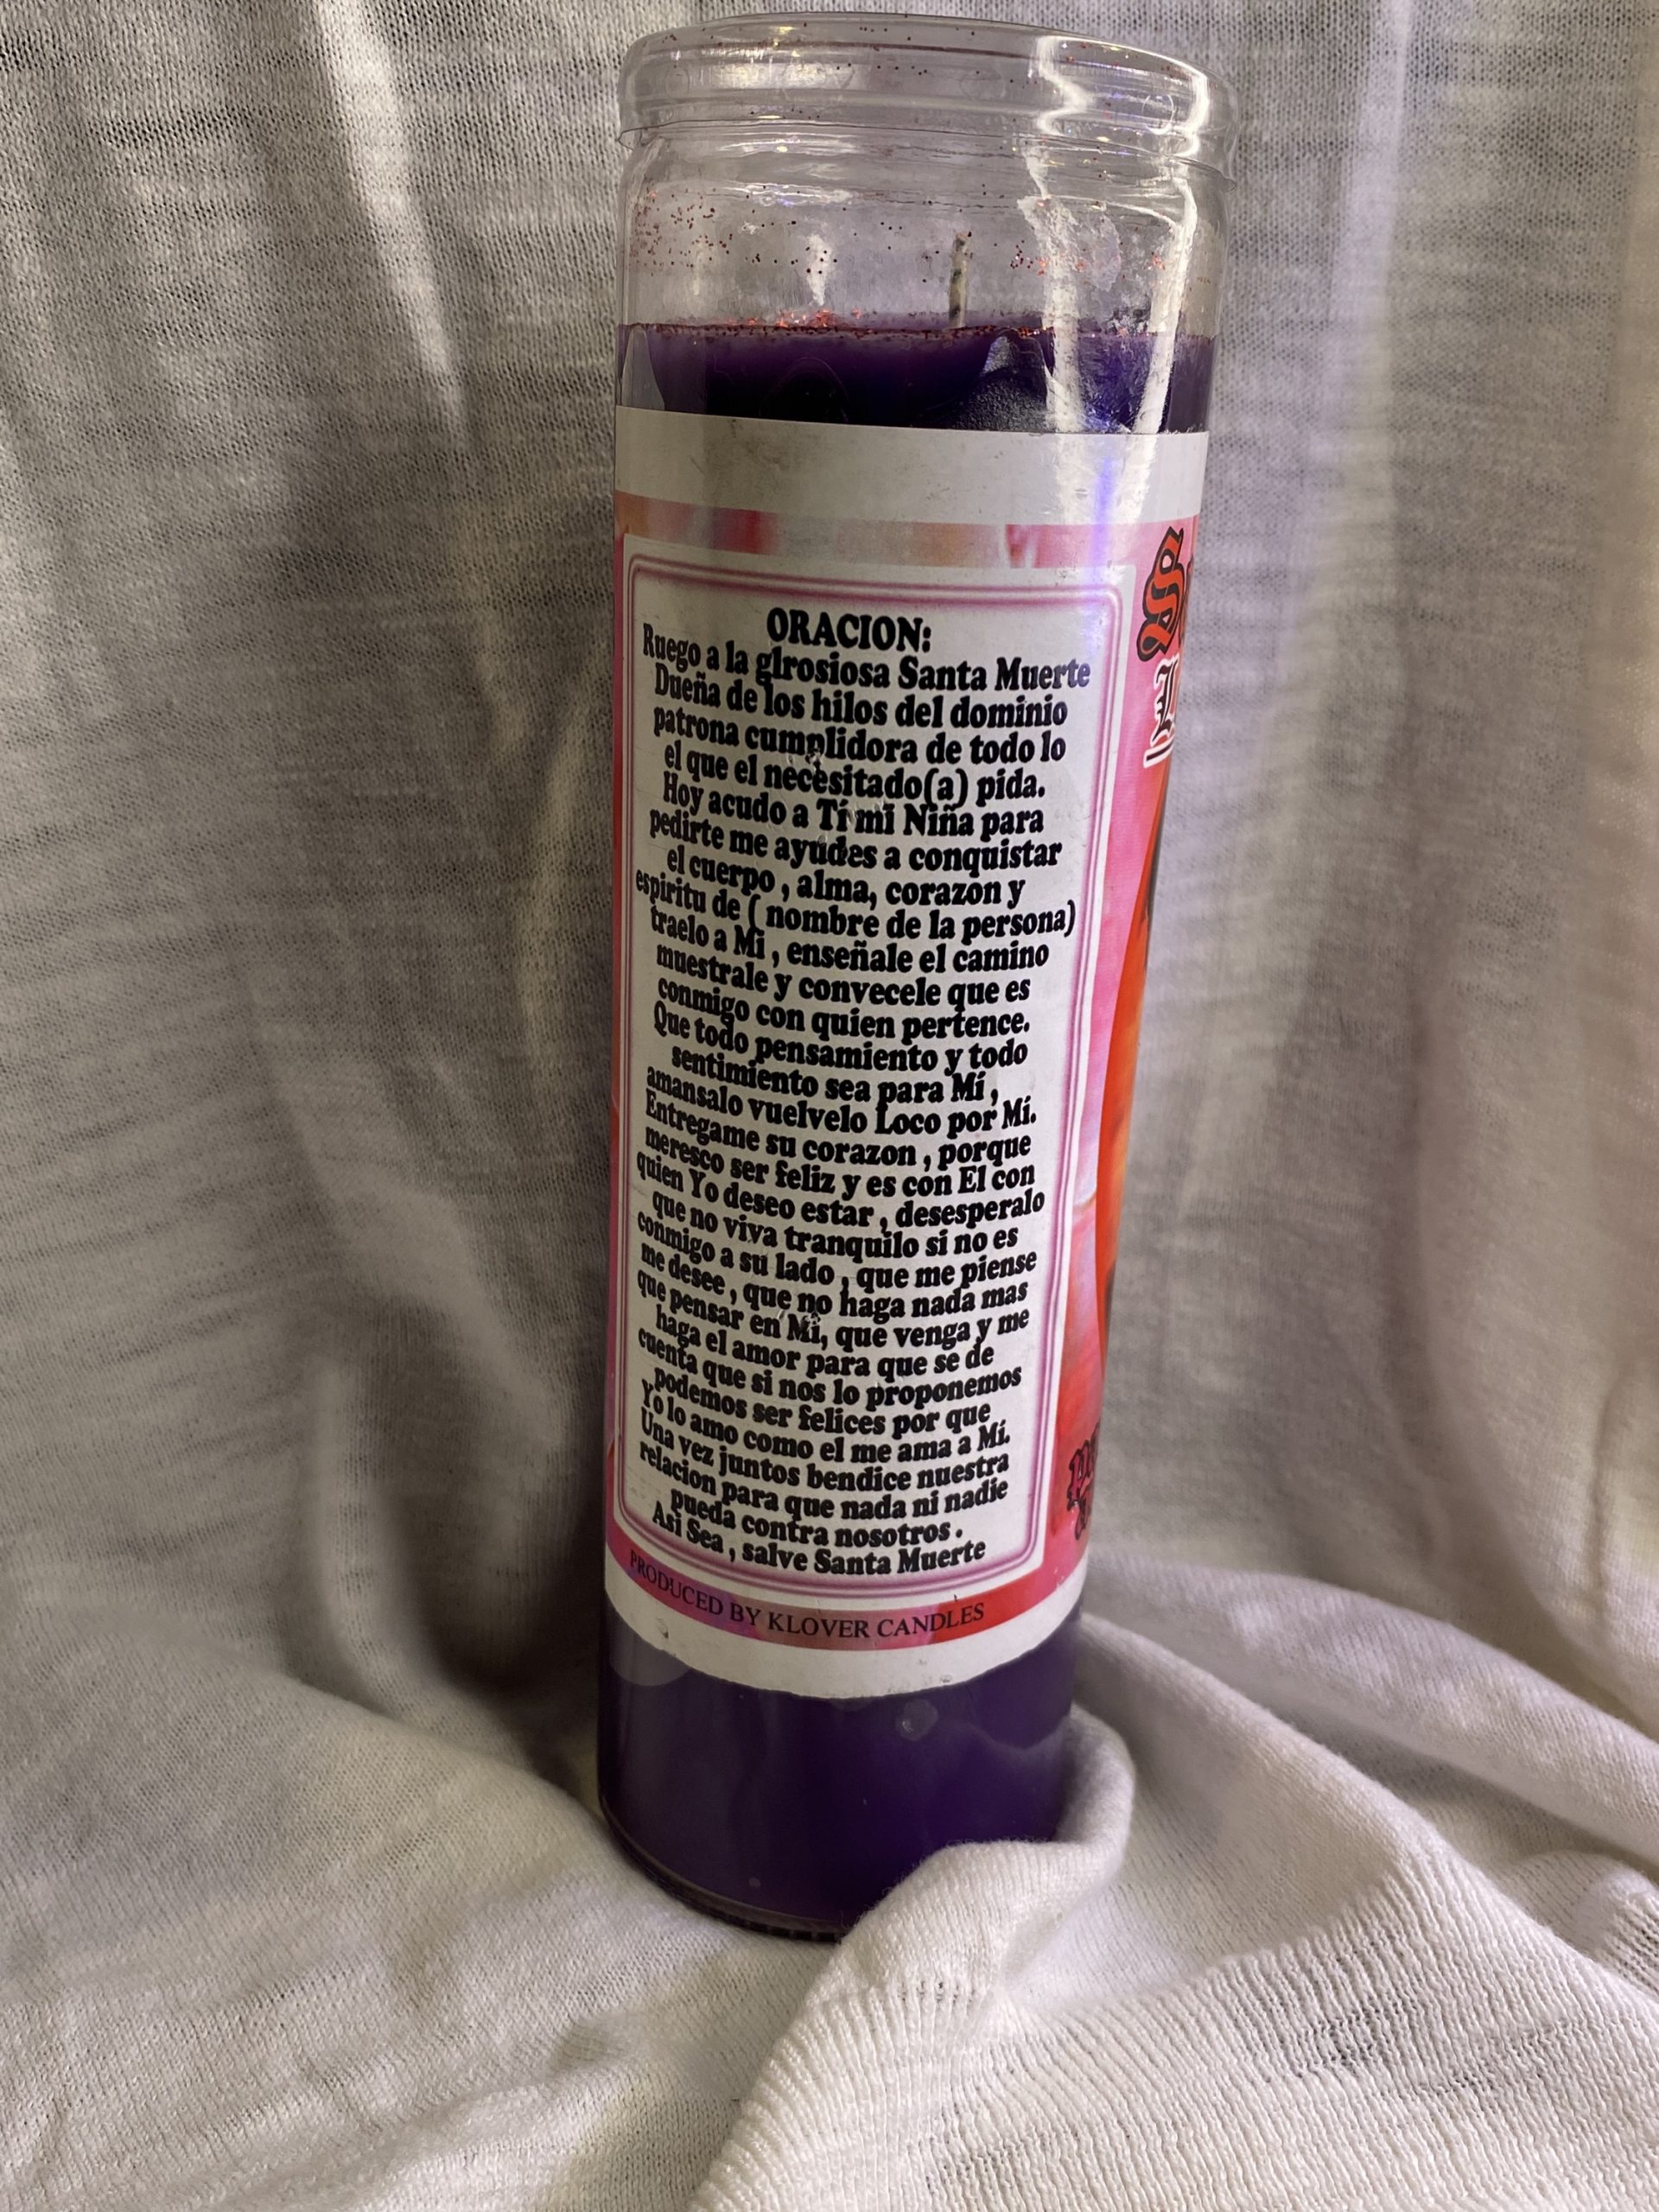 ORACION:
Ruego a la glrosiosa Santa Muerte
Dueña de los hilos del dominio
patrona cumplidora de todo lo
el que el necesitado(a) pida.
Hoy acudo a Tí mi Niña para
pedirte me ayudes a conquistar
el cuerpo , alma, corazon y
espiritu de ( nombre de la persona)
traelo a Mi , enseñale el camino
muestrale y convecele que es
conmigo con quien pertence.
Que todo pensamiento y todo
sentimiento sea para Mí ,
amansalo vuelvelo Loco por Mí.
Entregame su corazon , porque
meresco ser feliz y es con El con
quien Yo deseo estar , desesperalo
que no viva tranquilo si no es
conmigo a su lado , que me piense
me desee , que no haga nada mas
que pensar en Mi, que venga y me
haga el amor para que se de
cuenta que si nos lo proponemos
podemos ser felices por que
Yo lo amo como el me ama a Mí.
Una vez juntos bendice nuestra
relacion para que nada ni nadie
pueda contra nosotros .
Asi Sea , salve Santa Muerte
PRODUCED BY KLOVER CANDLES